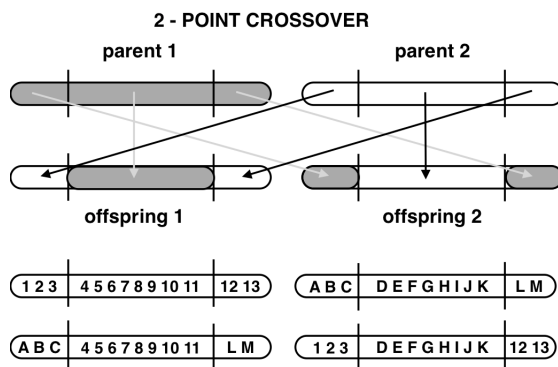 2 - POINT CROSSOVER
parent 1 parent 2
offspring 1 offspring 2
1 2 3 4 5 6 7 8 9 10 11 12 13 A B C D E F G H I J K L M
A B C 4 5 6 7 8 9 10 11 L M 1 2 3 D E F G H I J K 12 13